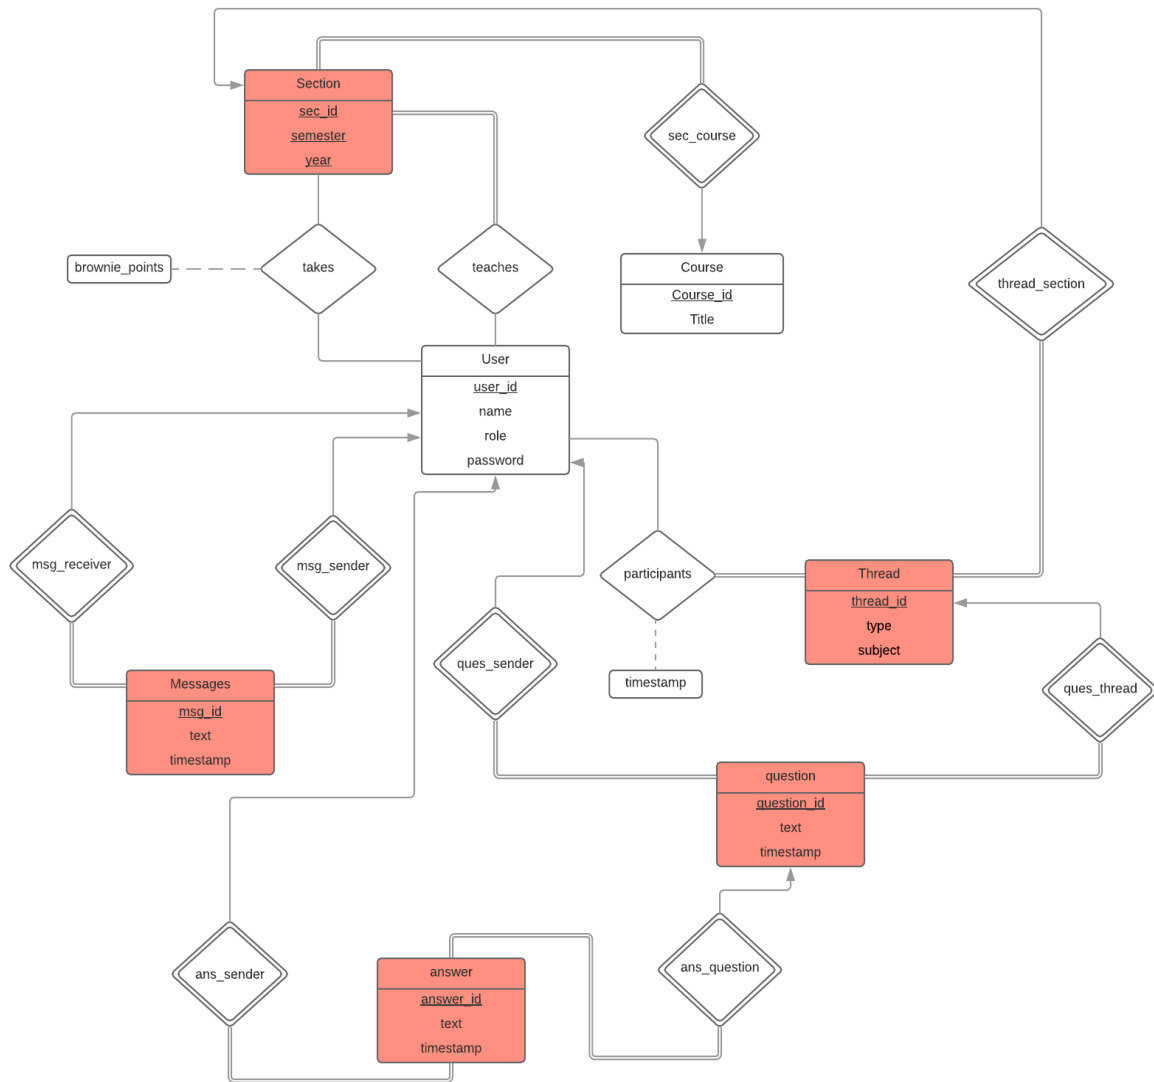 Section
sec_id
semester
year
sec_course
brownie_points
takes
teaches
Course
Course_id
Title
thread_section
User
user_id
name
role
password
msg_receiver
msg_sender
participants
Thread
thread_id
type
subject
ques_sender
timestamp
ques_thread
Messages
msg_id
text
timestamp
question
question_id
text
timestamp
ans_sender
answer
answer_id
text
timestamp
ans_question